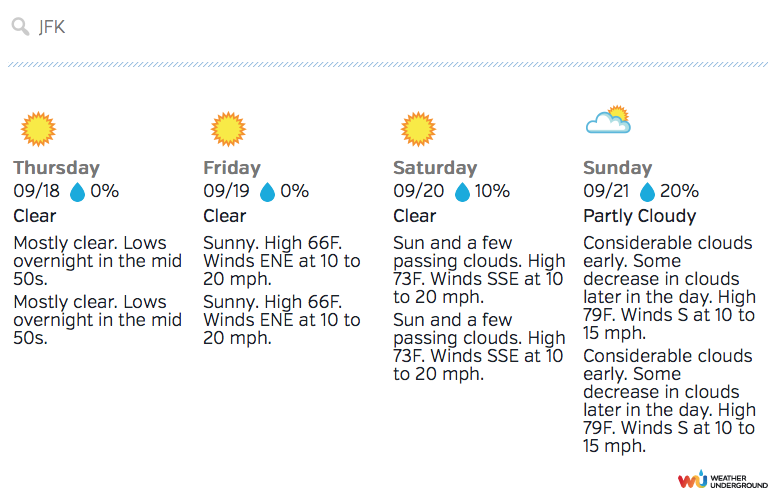 JFK
Thursday
09/18 0%
Clear
Mostly clear. Lows
overnight in the mid
50s.
Mostly clear. Lows
overnight in the mid
50s.
Friday
09/19 0%
Clear
Sunny. High 66F.
Winds ENE at 10 to
20 mph.
Sunny. High 66F.
Winds ENE at 10 to
20 mph.
Saturday
09/20 10%
Clear
Sun and a few
passing clouds. High
73F. Winds SSE at 10
to 20 mph.
Sun and a few
passing clouds. High
73F. Winds SSE at 10
to 20 mph.
Sunday
09/21 20%
Partly Cloudy
Considerable clouds
early. Some
decrease in clouds
later in the day. High
79F. Winds S at 10 to
15 mph.
Considerable clouds
early. Some
decrease in clouds
later in the day. High
79F. Winds S at 10 to
15 mph.
WU WEATHER
UNDERGROUND